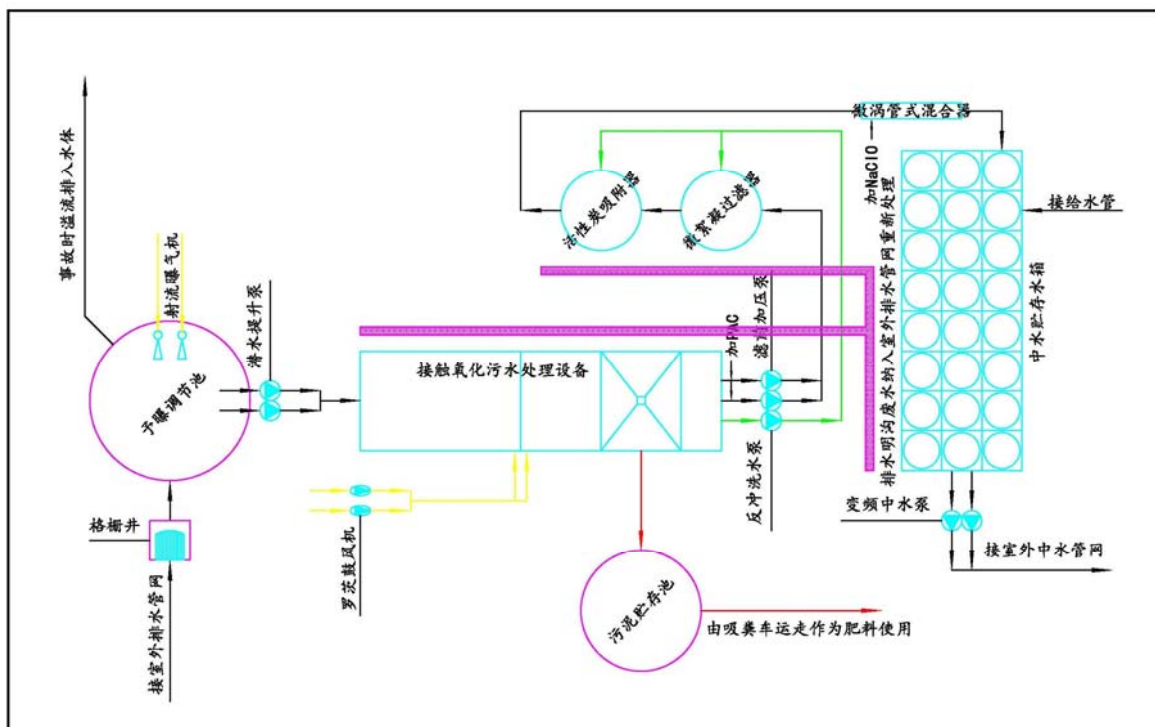 微涡管式混合器
加NaClO
接给水管
中水贮存水箱
排水明沟废水纳入室外排水管网重新处理
活性炭吸附器
微絮凝过滤器
事故时溢流排入水体
射流曝气机
潜水提升泵
予曝调节池
接触氧化污水处理设备
加PAC
滤前加压泵
反冲洗水泵
格栅井
接室外排水管网
罗茨鼓风机
污泥贮存池
由吸粪车运走作为肥料使用
变频中水泵
接室外中水管网